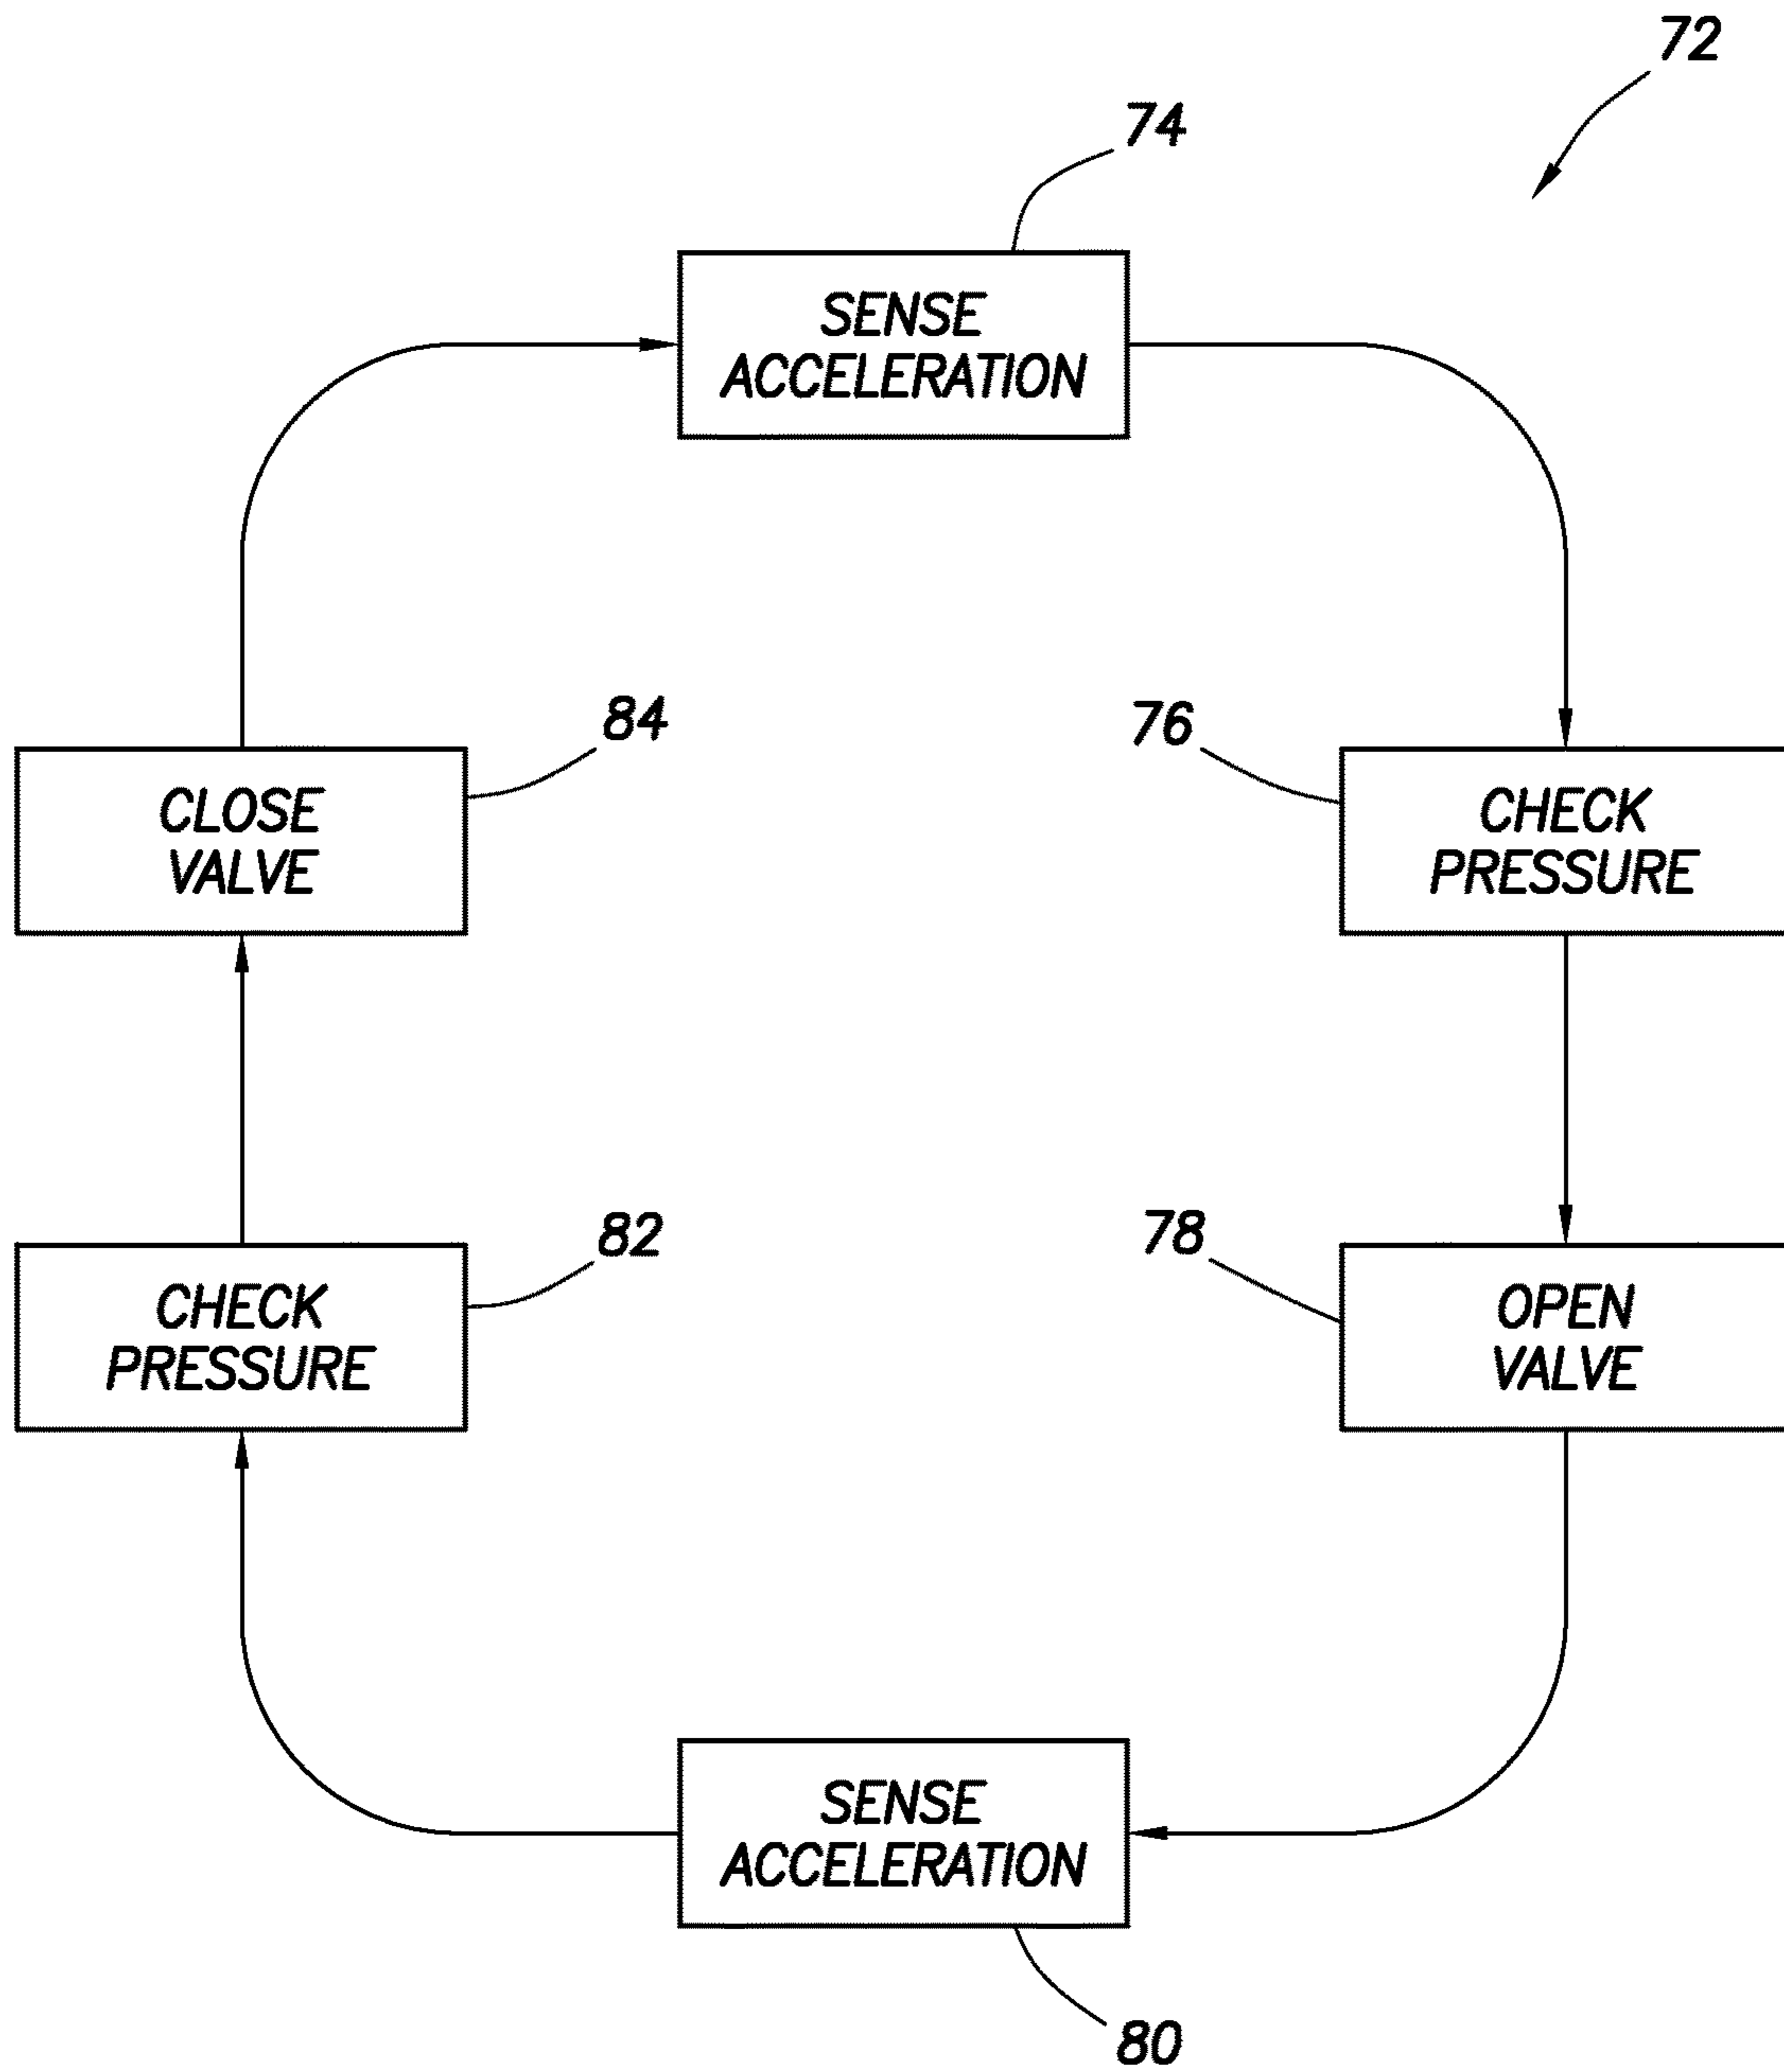 72
74
SENSE
ACCELERATION
84
76
CLOSE
VALVE
CHECK
PRESSURE
82
78
CHECK
PRESSURE
OPEN
VALVE
SENSE
ACCELERATION
80